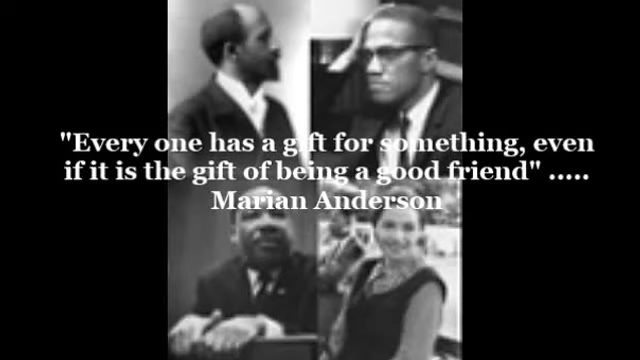 "Every one has a gift for something, even
if it is the gift of being a good friend" .....
Marian Anderson